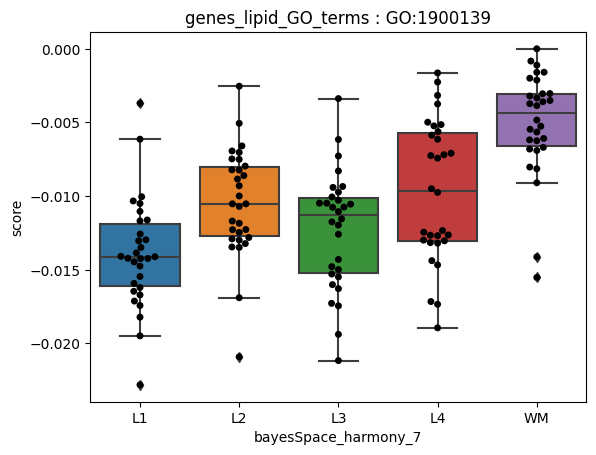 genes_lipid_GO_terms : GO:1900139
0.000
−0.005
−0.010
−0.015
−0.020
score
L1 L2 L3 L4 WM
bayesSpace_harmony_7